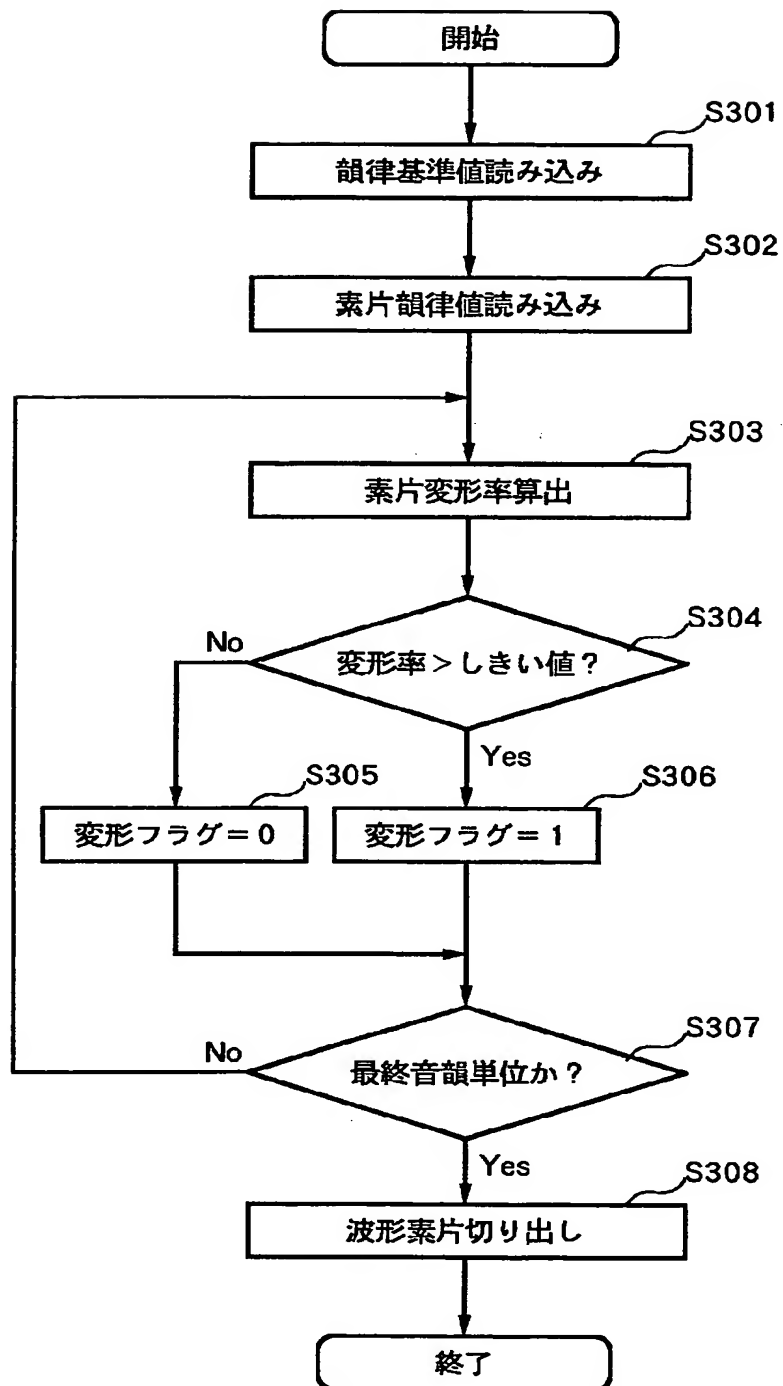 開始
S301
韻律基準値読み込み
S302
素片韻律値読み込み
S303
素片変形率算出
S304
変形率＞しきい値？
No
Yes
S305
変形フラグ＝0
S306
変形フラグ＝1
S307
最終音韻単位か？
No
Yes
S308
波形素片切り出し
終了